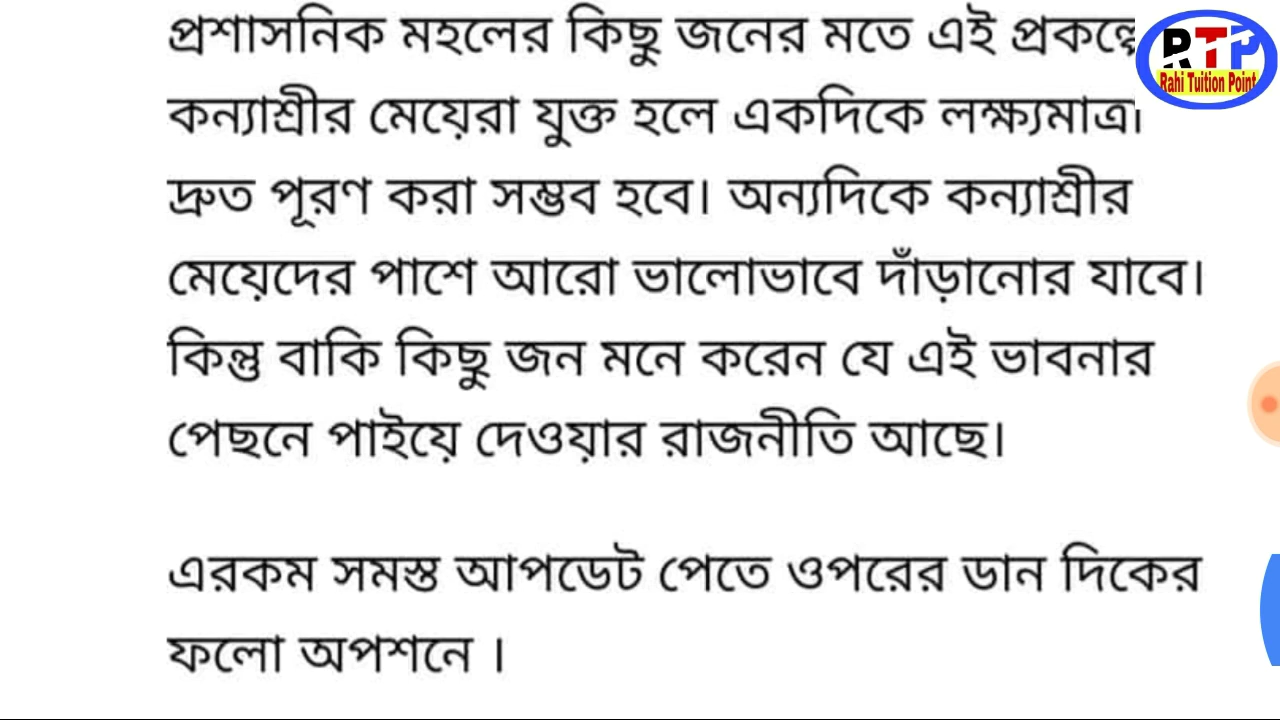 প্রশাসনিক মহলের কিছু জনের মতে এই প্রকল্পে
RTP
Rahi Tuition Point
কন্যাশ্রীর মেয়েরা যুক্ত হলে একদিকে লক্ষ্যমাত্রা
দ্রুত পূরণ করা সম্ভব হবে। অন্যদিকে কন্যাশ্রীর
মেয়েদের পাশে আরো ভালোভাবে দাঁড়ানোর যাবে।
কিন্তু বাকি কিছু জন মনে করেন যে এই ভাবনার
পেছনে পাইয়ে দেওয়ার রাজনীতি আছে।
এরকম সমস্ত আপডেট পেতে ওপরের ডান দিকের
ফলো অপশনে ।